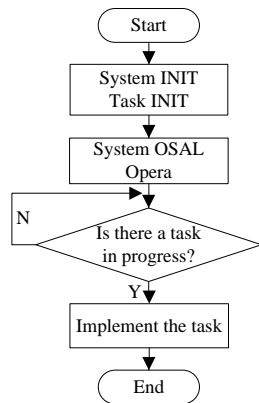 Start
System INIT
Task INIT
System OSAL
Opera
N
Is there a task
in progress?
Y
Implement the task
End